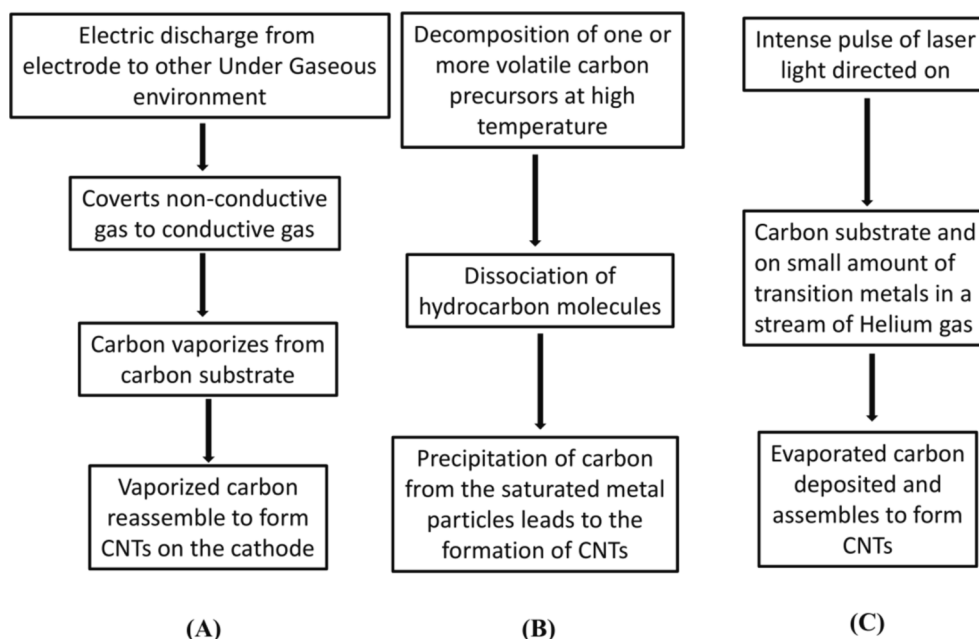 Electric discharge from
electrode to other Under Gaseous
environment
Coverts non-conductive
gas to conductive gas
Carbon vaporizes from
carbon substrate
Vaporized carbon
reassemble to form
CNTs on the cathode
(A)
Decomposition of one or
more volatile carbon
precursors at high
temperature
Dissociation of
hydrocarbon molecules
Precipitation of carbon
from the saturated metal
particles leads to the
formation of CNTs
(B)
Intense pulse of laser
light directed on
Carbon substrate and
on small amount of
transition metals in a
stream of Helium gas
Evaporated carbon
deposited and
assembles to form
CNTs
(C)